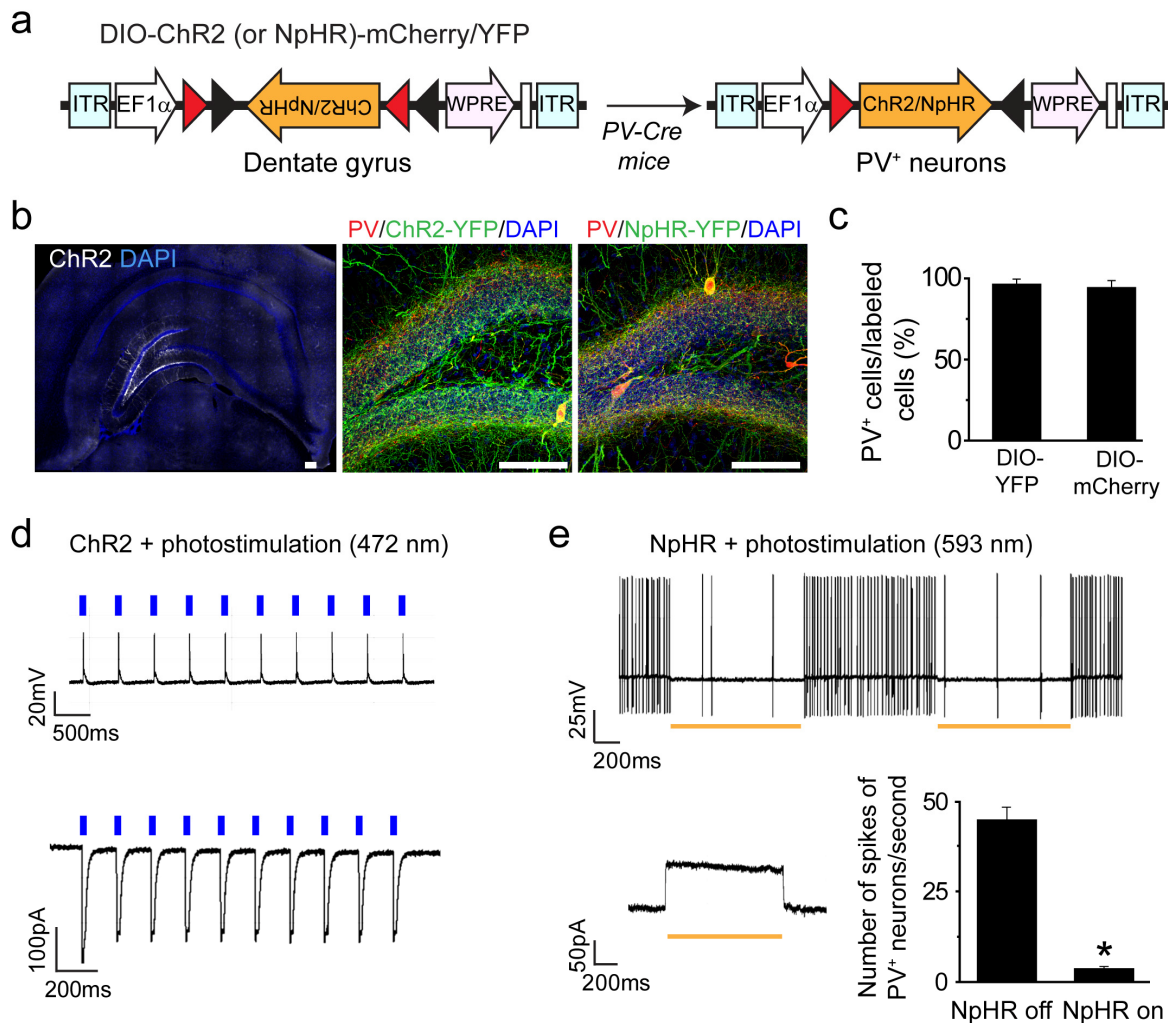 a
DIO-ChR2 (or NpHR)-mCherry/YFP
ITR EF1α ChR2/NpHR WPRE ITR
PV-Cre
mice
ITR EF1α ChR2/NpHR WPRE ITR
Dentate gyrus
PV⁺ neurons
b
ChR2 DAPI
PV/ChR2-YFP/DAPI
PV/NpHR-YFP/DAPI
c
PV⁺ cells/labeled
cells (%)
100
50
0
DIO-
YFP
DIO-
mCherry
d
ChR2 + photostimulation (472 nm)
20mV
500ms
100pA
200ms
e
NpHR + photostimulation (593 nm)
25mV
200ms
50pA
200ms
Number of spikes of
PV⁺ neurons/second
50
25
0
*
NpHR off
NpHR on